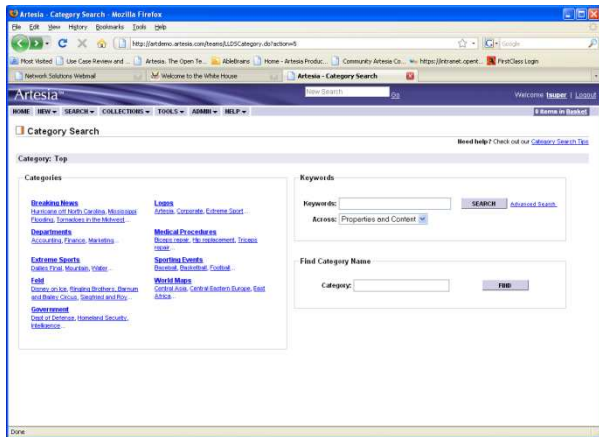 Artesia - Category Search - Mozilla Firefox
File Edit View History Bookmarks Tools Help
http://artdemo.artesia.com/teams/LLDSCategory.do?action=5
Google
Most Visited Use Case Review and ... Artesia. The Open Te... Ablebrains Home - Artesia Produc... Community Artesia Co... https://intranet.opent... FirstClass Login
Network Solutions Webmail Welcome to the White House Artesia - Category Search
Artesia New Search Go Welcome tsuper | Logout
HOME NEW SEARCH COLLECTIONS TOOLS ADMIN HELP 0 Items in Basket
Category Search
Need help? Check out our Category Search Tips
Category: Top
Categories
Breaking News
Hurricane off North Carolina, Mississippi Flooding, Tornadoes in the Midwest...
Departments
Accounting, Finance, Marketing...
Extreme Sports
Dallas Final, Mountain, Water...
Feld
Disney on Ice, Ringling Brothers, Barnum and Bailey Circus, Siegfried and Roy...
Government
Dept of Defense, Homeland Security, Intelligence...
Logos
Artesia, Corporate, Extreme Sport...
Medical Procedures
Biceps repair, Hip replacement, Triceps repair...
Sporting Events
Baseball, Basketball, Football...
World Maps
Central Asia, Central Eastern Europe, East Africa...
Keywords
Keywords: SEARCH Advanced Search
Across: Properties and Context
Find Category Name
Category: FIND
Done